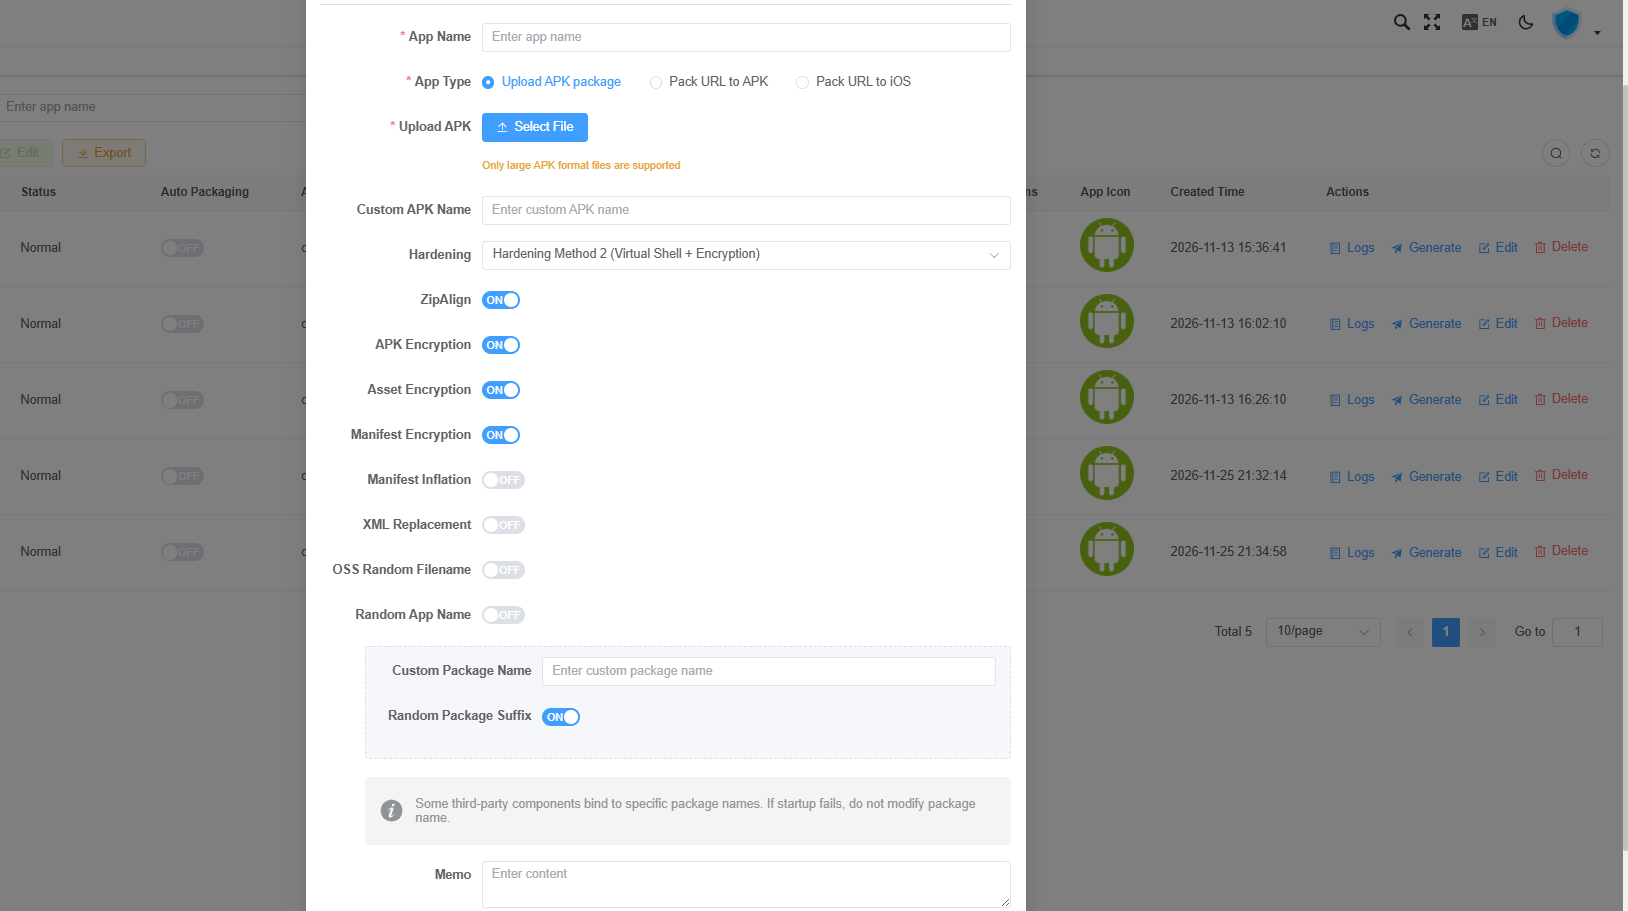 * App Name Enter app name
EN
* App Type Upload APK package Pack URL to APK Pack URL to iOS
Enter app name
* Upload APK Select File
Edit Export
Only large APK format files are supported
Status Auto Packaging App Icon Created Time Actions
Custom APK Name Enter custom APK name
Normal OFF 2026-11-13 15:36:41 Logs Generate Edit Delete
Hardening Hardening Method 2 (Virtual Shell + Encryption)
ZipAlign ON
Normal OFF 2026-11-13 16:02:10 Logs Generate Edit Delete
APK Encryption ON
Asset Encryption ON
Normal OFF 2026-11-13 16:26:10 Logs Generate Edit Delete
Manifest Encryption ON
Manifest Inflation OFF
Normal OFF 2026-11-25 21:32:14 Logs Generate Edit Delete
XML Replacement OFF
Normal OFF 2026-11-25 21:34:58 Logs Generate Edit Delete
OSS Random Filename OFF
Random App Name OFF
Total 5 10/page < 1 > Go to 1
Custom Package Name Enter custom package name
Random Package Suffix ON
Some third-party components bind to specific package names. If startup fails, do not modify package
name.
Memo Enter content